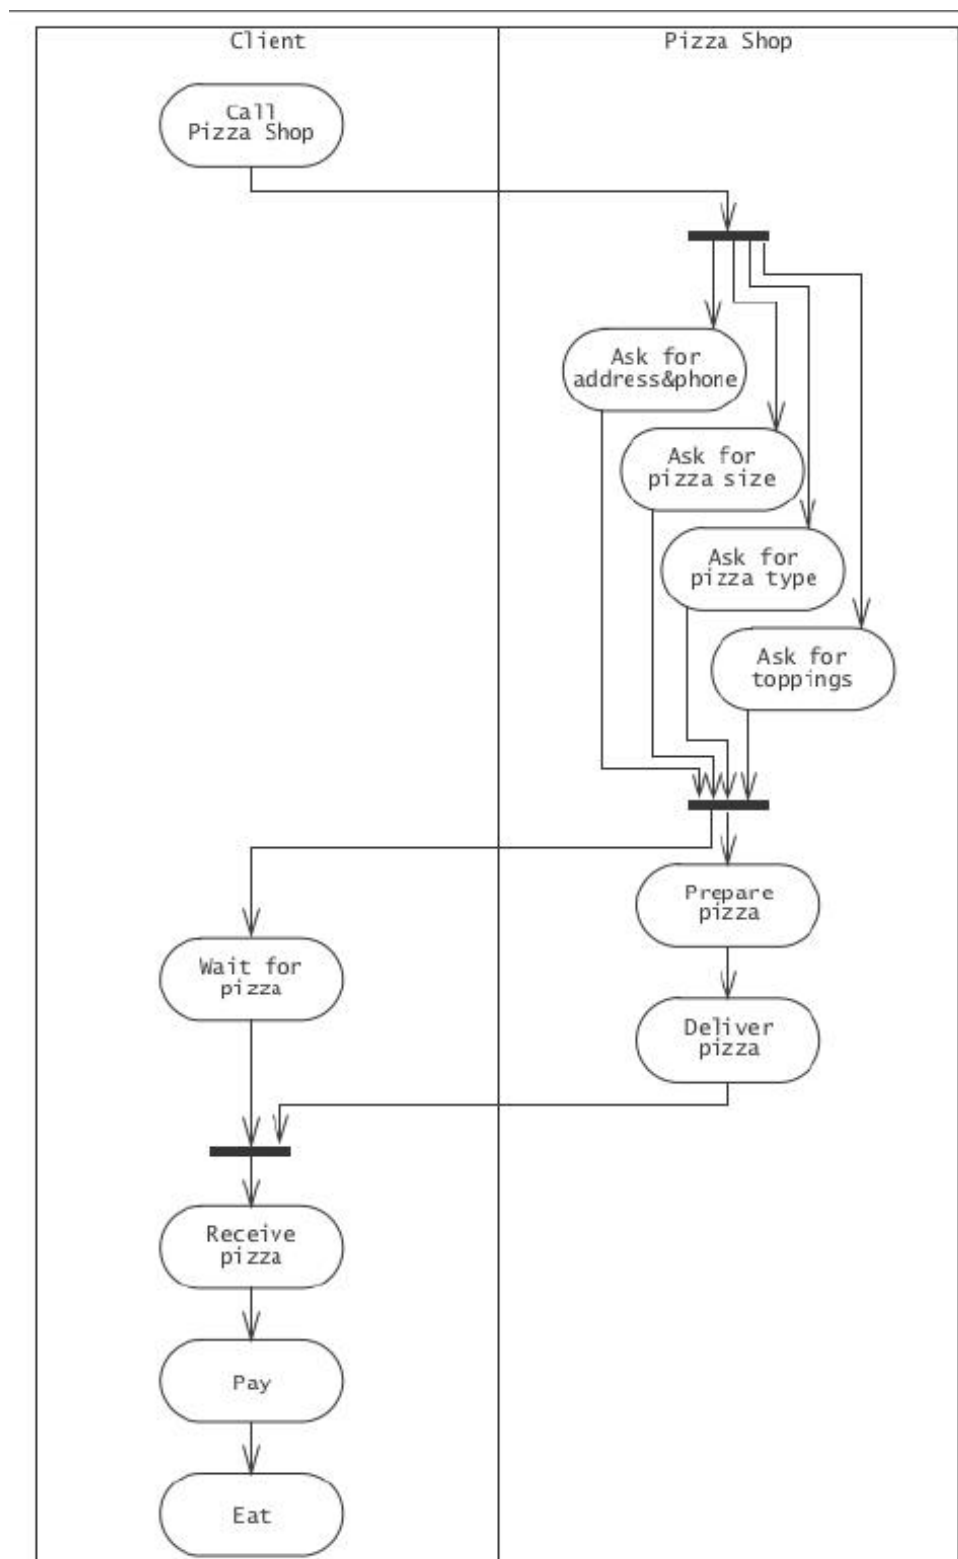 Client
Pizza Shop
Call
Pizza Shop
Ask for
address&phone
Ask for
pizza size
Ask for
pizza type
Ask for
toppings
Prepare
pizza
Wait for
pizza
Deliver
pizza
Receive
pizza
Pay
Eat